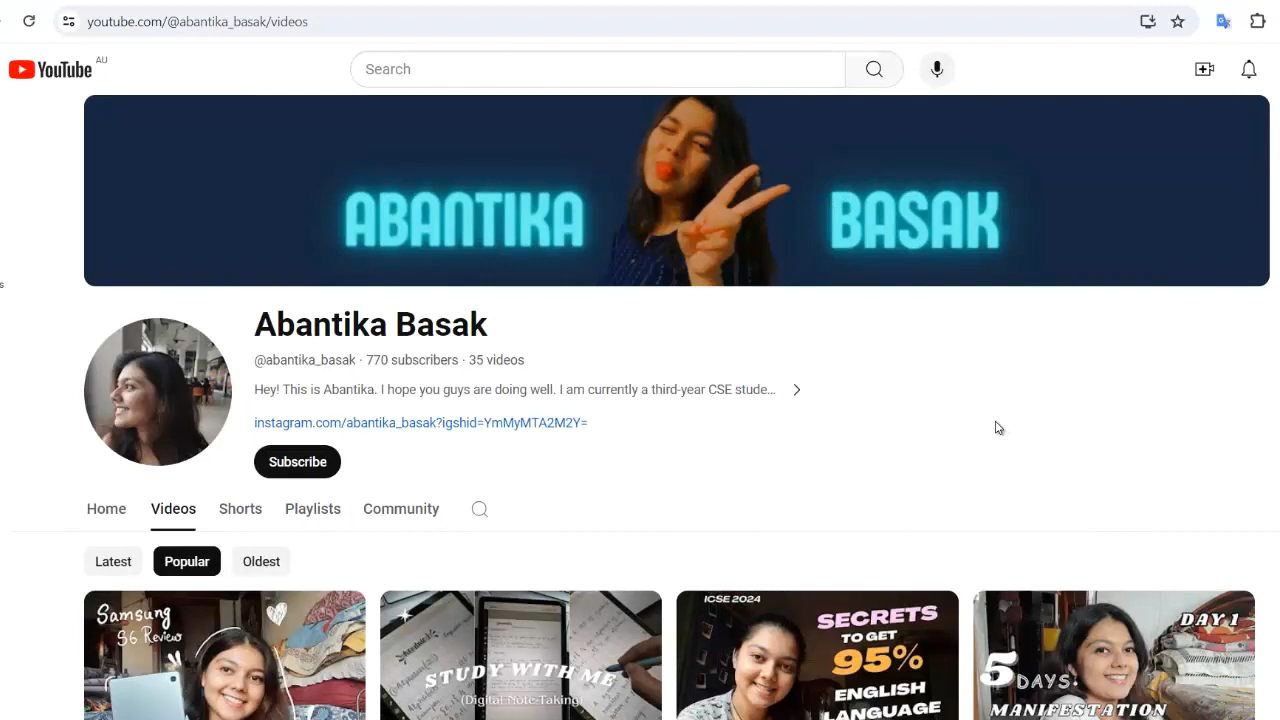 youtube.com/@abantika_basak/videos
YouTube AU
Search
ABANTIKA BASAK
Abantika Basak
@abantika_basak · 770 subscribers · 35 videos
Hey! This is Abantika. I hope you guys are doing well. I am currently a third-year CSE stude...
instagram.com/abantika_basak?igshid=YmMyMTA2M2Y=
Subscribe
Home Videos Shorts Playlists Community
Latest Popular Oldest
Samsung
S6 Review
STUDY WITH ME
(Digital Note Taking)
ICSE 2024
SECRETS
TO GET
95%
ENGLISH
LANGUAGE
DAY 1
5 DAYS
MANIFESTATION